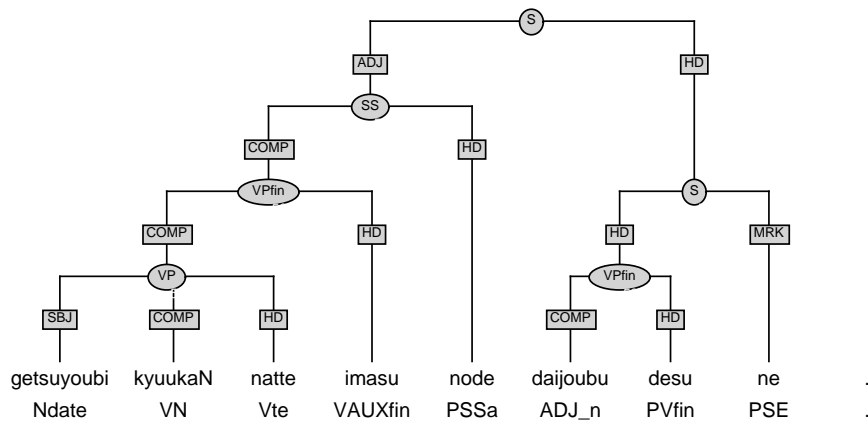 S
ADJ HD
SS
COMP HD
VPfin S
COMP HD HD MRK
VP VPfin
SBJ COMP HD COMP HD
getsuyoubi kyuukaN natte imasu node daijoubu desu ne .
Ndate VN Vte VAUXfin PSSa ADJ_n PVfin PSE .